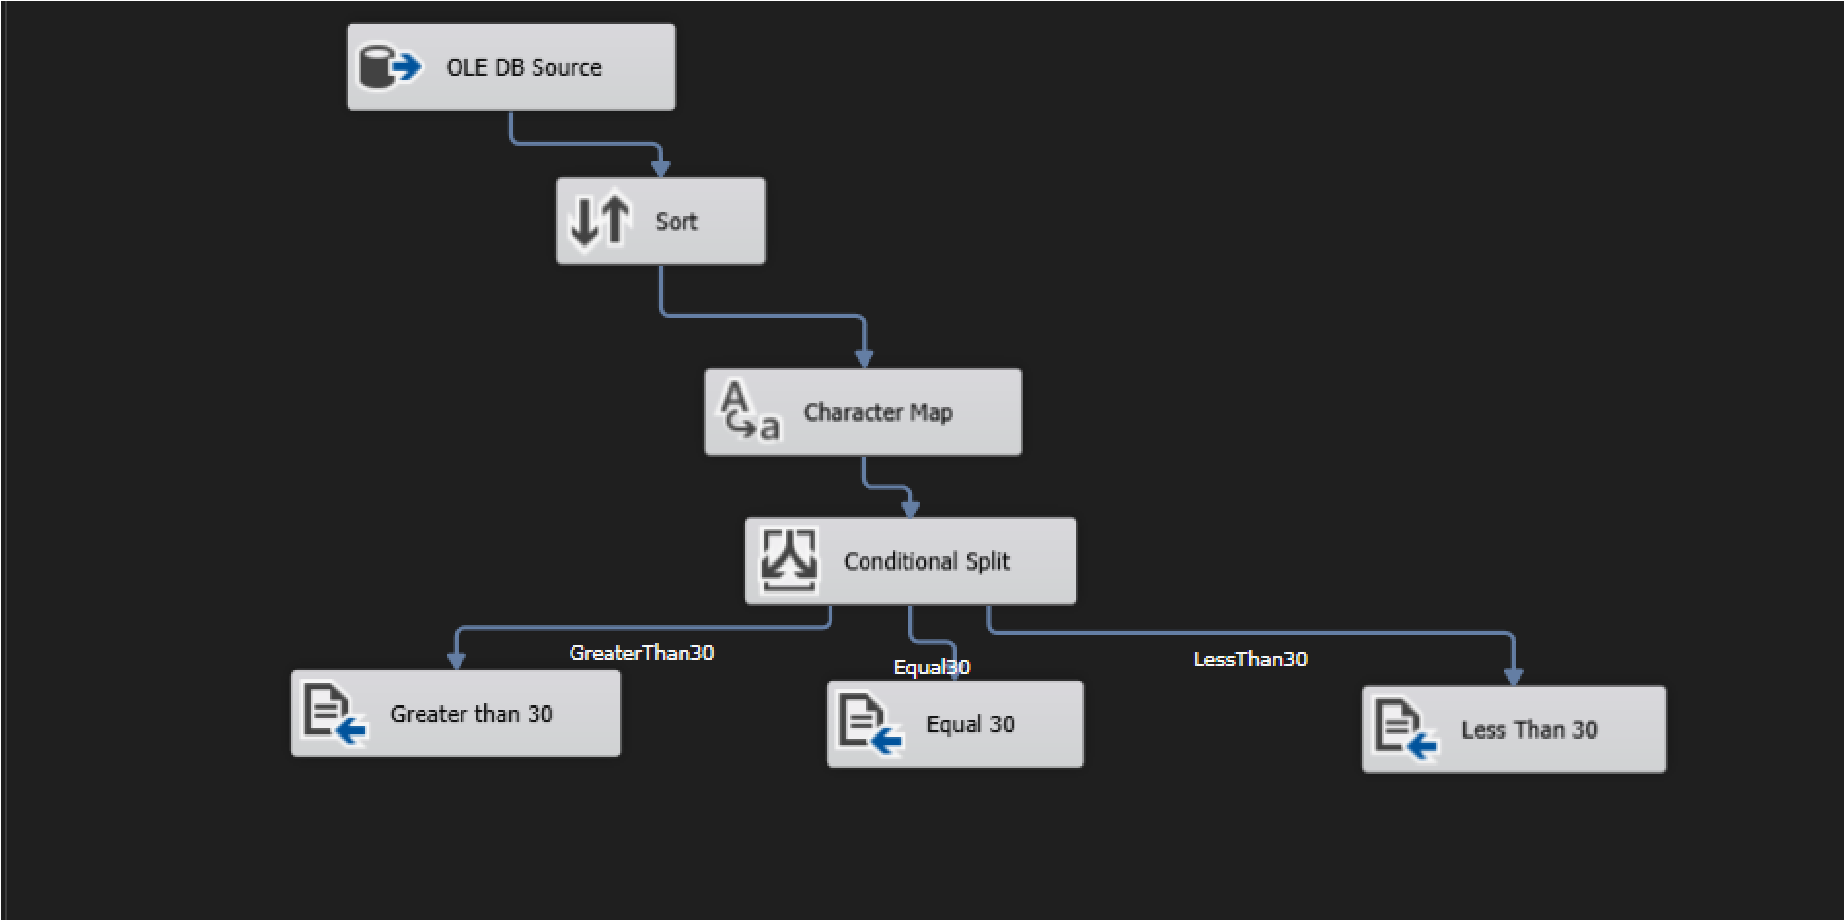 OLE DB Source
Sort
A
a
Character Map
Conditional Split
GreaterThan30
Equal30
LessThan30
Greater than 30
Equal 30
Less Than 30